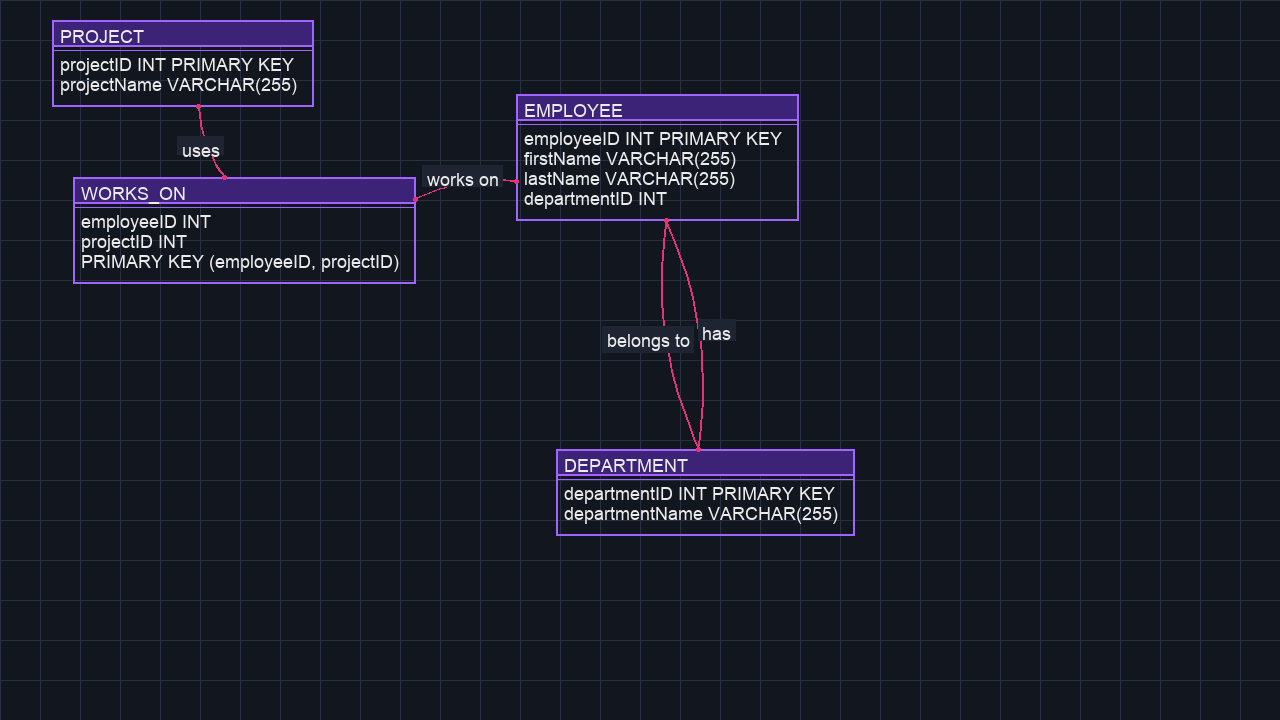 PROJECT
projectID INT PRIMARY KEY
projectName VARCHAR(255)
uses
WORKS_ON
employeeID INT
projectID INT
PRIMARY KEY (employeeID, projectID)
works on
EMPLOYEE
employeeID INT PRIMARY KEY
firstName VARCHAR(255)
lastName VARCHAR(255)
departmentID INT
belongs to
has
DEPARTMENT
departmentID INT PRIMARY KEY
departmentName VARCHAR(255)